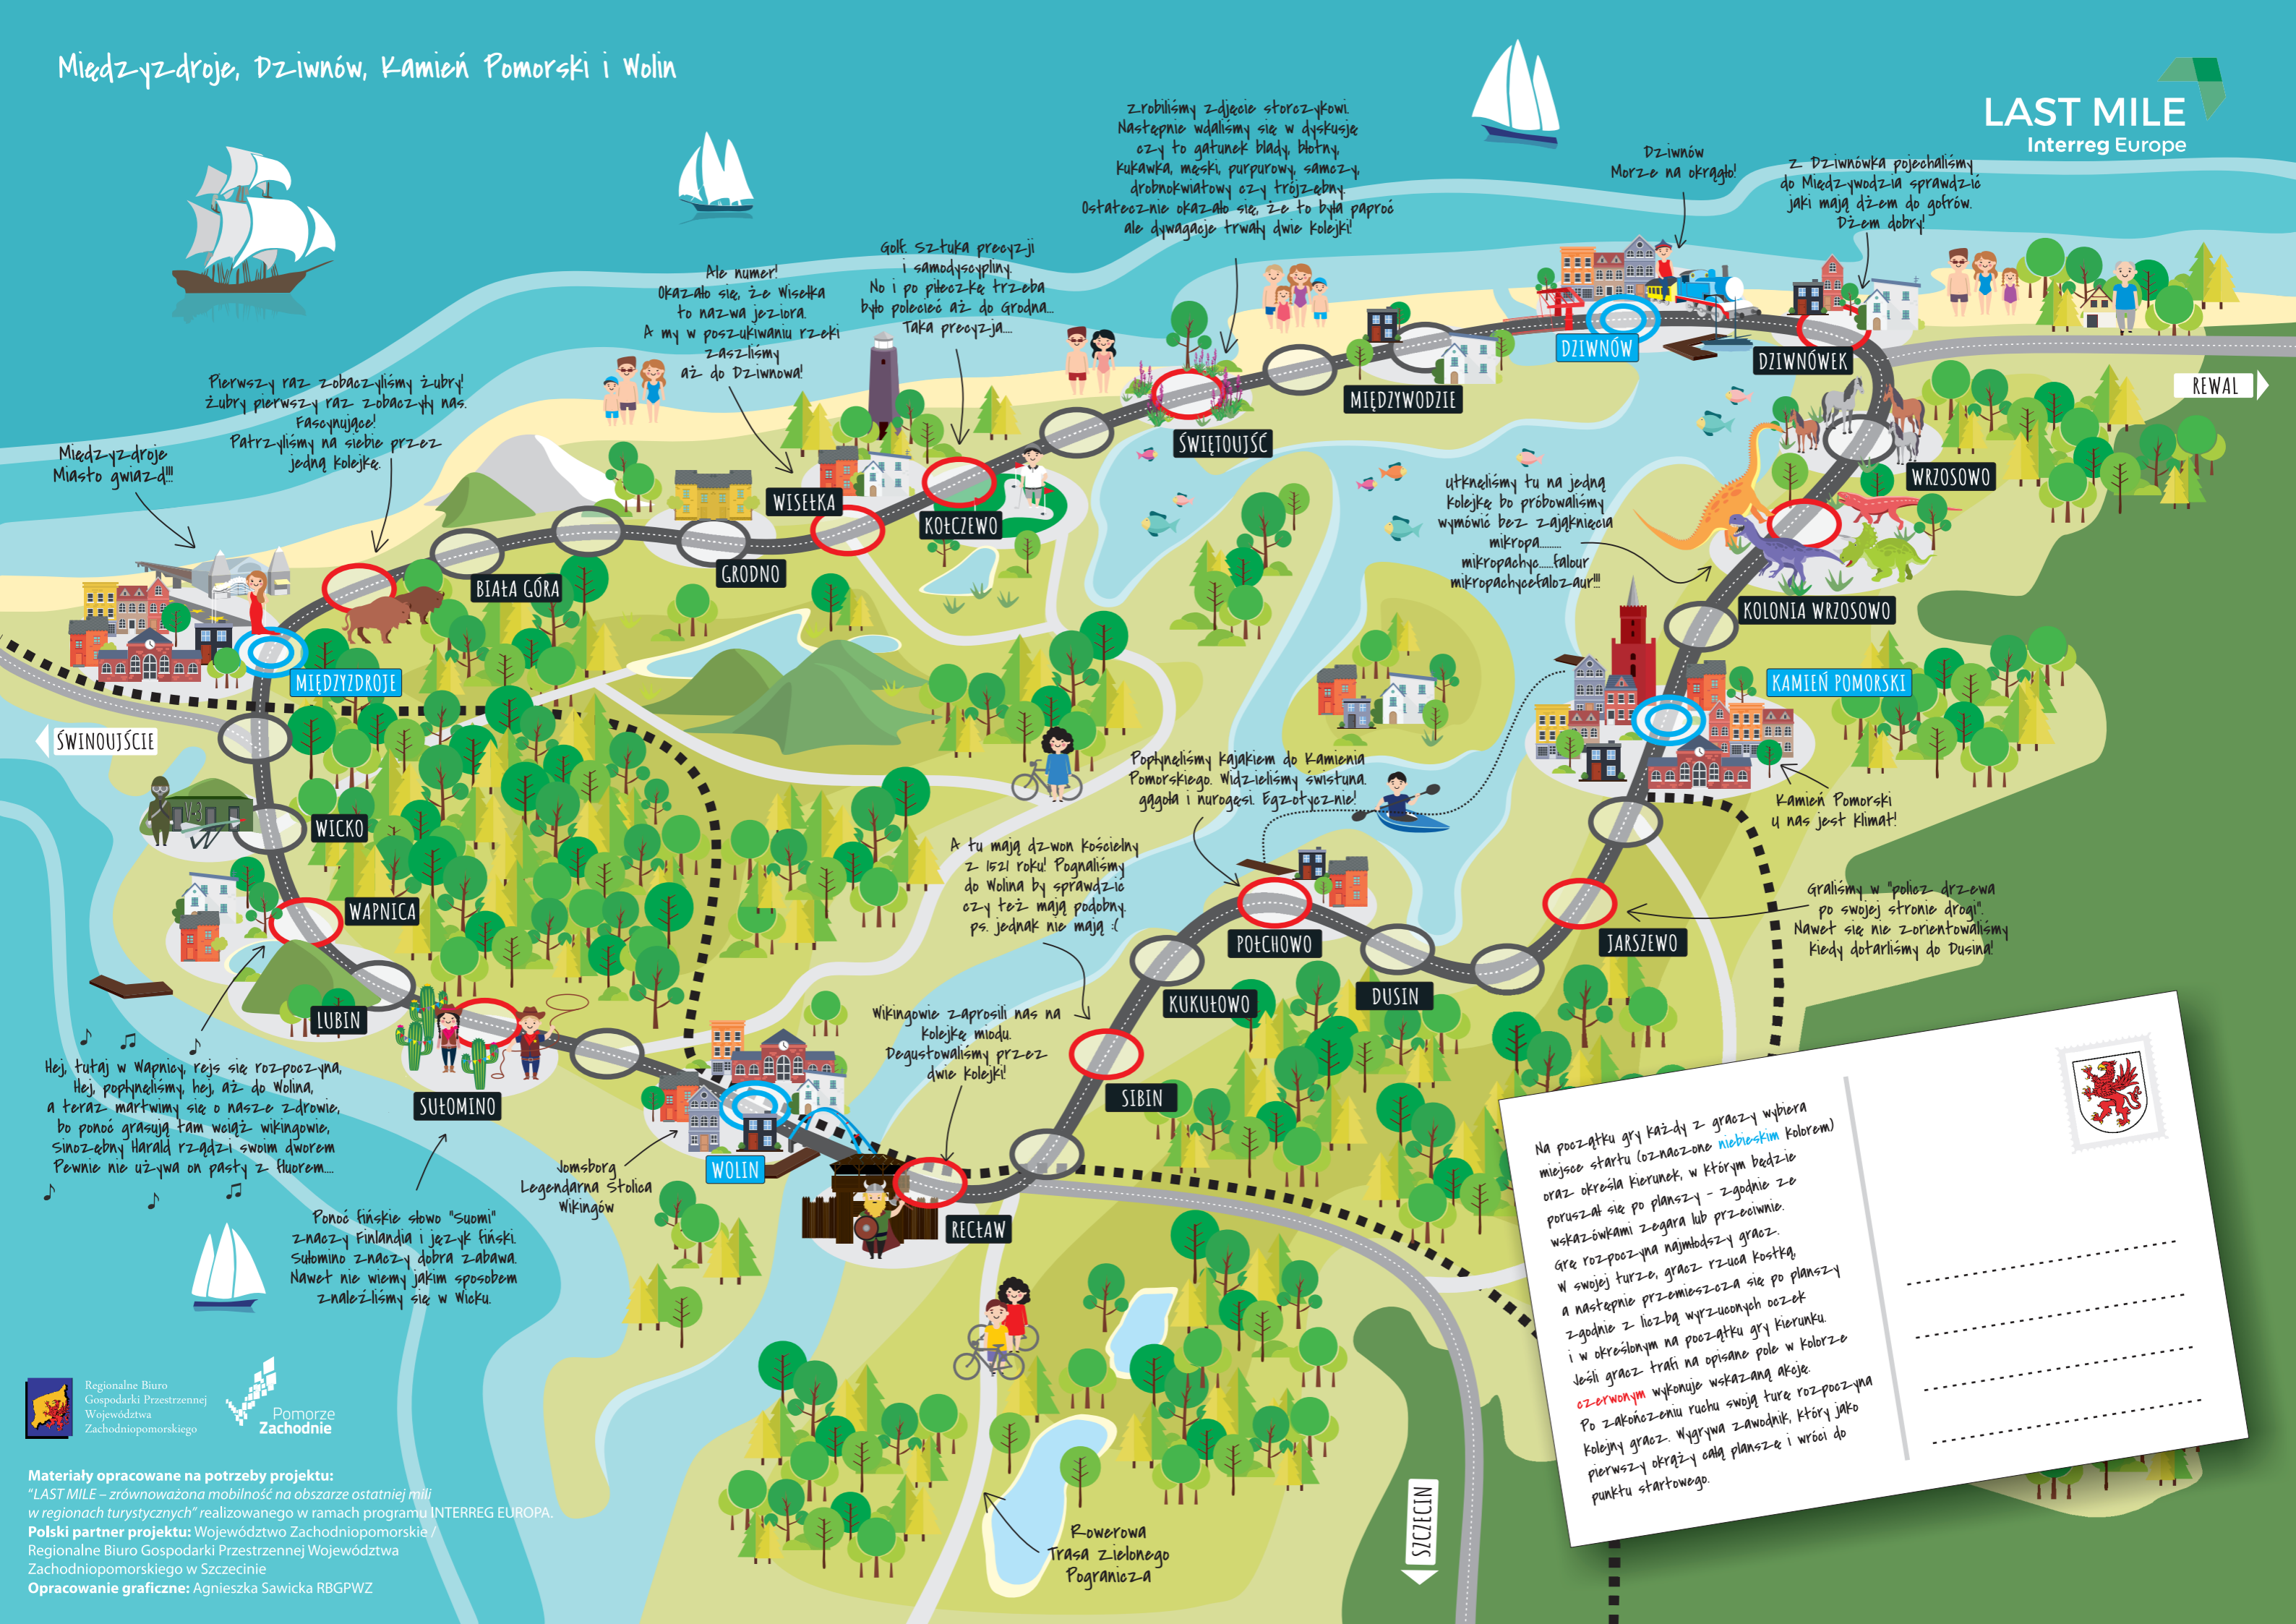 Międzyzdroje, Dziwnów, Kamień Pomorski i Wolin
LAST MILE
Interreg Europe
zrobiliśmy zdjęcie storczykowi.
Następnie wdaliśmy się w dyskusję
czy to gatunek blady, błotny,
kukawka, męski, purpurowy, samczy,
drobnokwiatowy czy trójzębny.
Ostatecznie okazało się, że to była paproć
ale dywagacje trwały dwie kolejki!
Dziwnów
Morze na okrągło!
z Dziwnówka pojechaliśmy
do Międzywodzia sprawdzić
jaki mają dżem do gofrów.
Dżem dobry!
Golf. Sztuka precyzji
i samodyscypliny.
No i po piłeczkę trzeba
było polecieć aż do Grodna...
Taka precyzja....
Ale numer!
Okazało się, że Wisełka
to nazwa jeziora.
A my w poszukiwaniu rzeki
zaszliśmy
aż do Dziwnowa!
Pierwszy raz zobaczyliśmy żubry!
żubry pierwszy raz zobaczyły nas.
Fascynujące!
Patrzyliśmy na siebie przez
jedną kolejkę.
Międzyzdroje
Miasto gwiazd!!!
DZIWNÓW
DZIWNÓWEK
REWAL
MIĘDZYWODZIE
ŚWIĘTOUJŚĆ
WRZOSOWO
WISEŁKA
KOŁCZEWO
GRODNO
BIAŁA GÓRA
utknęliśmy tu na jedną
kolejkę bo próbowaliśmy
wymówić bez zająknięcia
mikropa.........
mikropachyc.....falour
mikropachycefalozaur!!!
KOLONIA WRZOSOWO
MIĘDZYZDROJE
KAMIEŃ POMORSKI
ŚWINOUJŚCIE
Popłynęliśmy kajakiem do Kamienia
Pomorskiego. Widzieliśmy świstuna.
gągoła i nurogęsi. Egzotycznie!
Kamień Pomorski
u nas jest klimat!
V-3
WICKO
A tu mają dzwon kościelny
z 1521 roku! Pognaliśmy
do Wolina by sprawdzić
czy też mają podobny.
ps. jednak nie mają :(
Graliśmy w "policz drzewa
po swojej stronie drogi".
Nawet się nie zorientowaliśmy
kiedy dotarliśmy do Dusina!
WAPNICA
POŁCHOWO
JARSZEWO
KUKUŁOWO
DUSIN
LUBIN
Wikingowie zaprosili nas na
kolejkę miodu.
Degustowaliśmy przez
dwie kolejki!
SIBIN
SUŁOMINO
Hej, tutaj w Wapnicy, rejs się rozpoczyna,
Hej, popłynęliśmy, hej, aż do Wolina,
a teraz martwimy się o nasze zdrowie,
bo ponoć grasują tam wciąż wikingowie,
Sinozębny Harald rządzi swoim dworem
Pewnie nie używa on pasty z fluorem....
WOLIN
Jomsborg
Legendarna Stolica
Wikingów
RECŁAW
Ponoć fińskie słowo "Suomi"
znaczy Finlandia i język fiński.
Sułomino znaczy dobra zabawa.
Nawet nie wiemy jakim sposobem
znaleźliśmy się w Wicku.
Na początku gry każdy z graczy wybiera
miejsce startu (oznaczone niebieskim kolorem)
oraz określa kierunek, w którym będzie
poruszał się po planszy - zgodnie ze
wskazówkami zegara lub przeciwnie.
Grę rozpoczyna najmłodszy gracz.
W swojej turze, gracz rzuca kostką,
a następnie przemieszcza się po planszy
zgodnie z liczbą wyrzuconych oczek
i w określonym na początku gry kierunku.
Jeśli gracz trafi na opisane pole w kolorze
czerwonym wykonuje wskazaną akcję.
Po zakończeniu ruchu swoją turę rozpoczyna
kolejny gracz. Wygrywa zawodnik, który jako
pierwszy okrąży całą planszę i wróci do
punktu startowego.
Regionalne Biuro
Gospodarki Przestrzennej
Województwa
Zachodniopomorskiego
Pomorze
Zachodnie
Materiały opracowane na potrzeby projektu:
"LAST MILE – zrównoważona mobilność na obszarze ostatniej mili
w regionach turystycznych" realizowanego w ramach programu INTERREG EUROPA.
Polski partner projektu: Województwo Zachodniopomorskie /
Regionalne Biuro Gospodarki Przestrzennej Województwa
Zachodniopomorskiego w Szczecinie
Opracowanie graficzne: Agnieszka Sawicka RBGPWZ
SZCZECIN
Rowerowa
Trasa Zielonego
Pogranicza